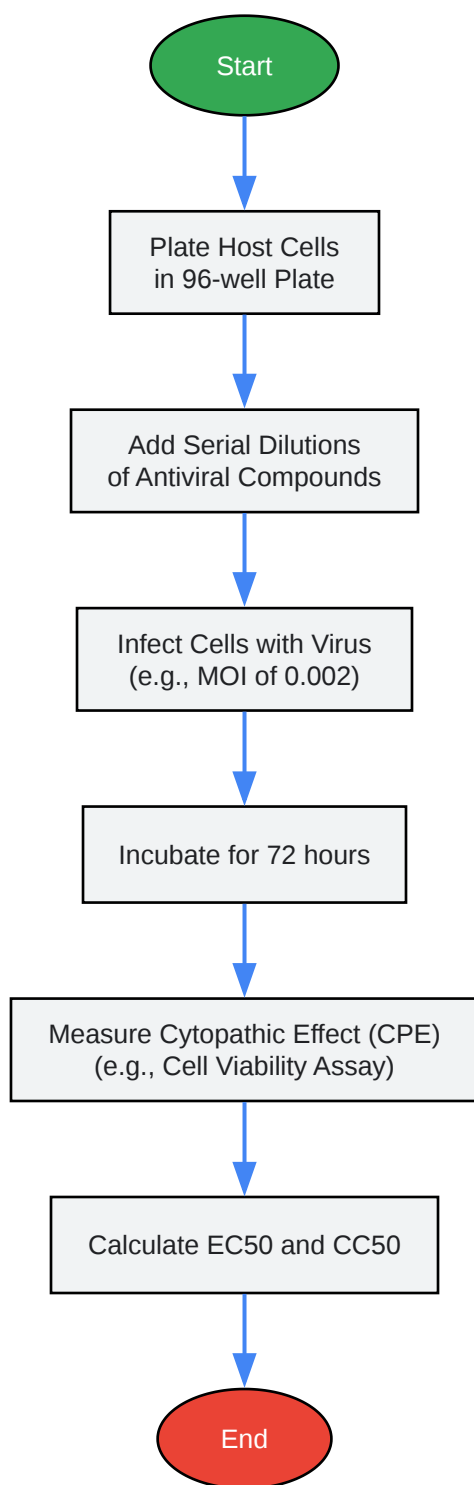 Start
Plate Host Cells
in 96-well Plate
Add Serial Dilutions
of Antiviral Compounds
Infect Cells with Virus
(e.g., MOI of 0.002)
Incubate for 72 hours
Measure Cytopathic Effect (CPE)
(e.g., Cell Viability Assay)
Calculate EC50 and CC50
End